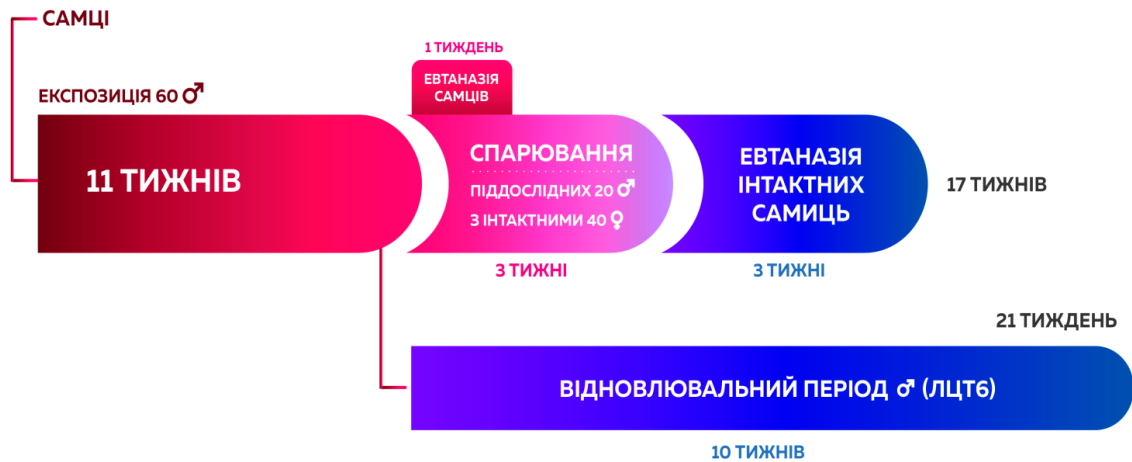 САМЦІ
ЕКСПОЗИЦІЯ 60 ♂
11 ТИЖНІВ
1 ТИЖДЕНЬ
ЕВТАНАЗІЯ
САМЦІВ
СПАРЮВАННЯ
ПІДДОСЛІДНИХ 20 ♂
З ІНТАКТНИМИ 40 ♀
3 ТИЖНІ
ЕВТАНАЗІЯ
ІНТАКТНИХ
САМИЦЬ
3 ТИЖНІ
17 ТИЖНІВ
21 ТИЖДЕНЬ
ВІДНОВЛЮВАЛЬНИЙ ПЕРІОД ♂ (ЛЦТ6)
10 ТИЖНІВ